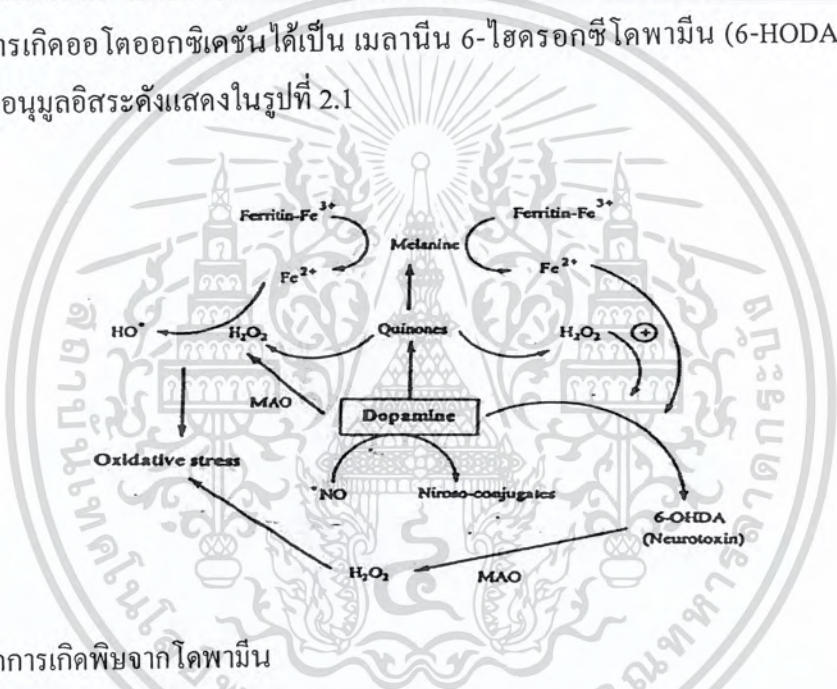 ารเกิดออโตออกซิเดชันได้เป็น เมลานีน 6-ไฮดรอกซีโดพามีน (6-HODA
อนุมูลอิสระดังแสดงในรูปที่ 2.1
Ferritin-Fe³⁺ Ferritin-Fe³⁺
Melanine
Fe²⁺ Fe²⁺
HO• H₂O₂ Quinones H₂O₂ ⊕
MAO
Dopamine
Oxidative stress
•NO Niroso-conjugates
6-OHDA
(Neurotoxin)
H₂O₂ MAO
าการเกิดพิษจากโดพามีน